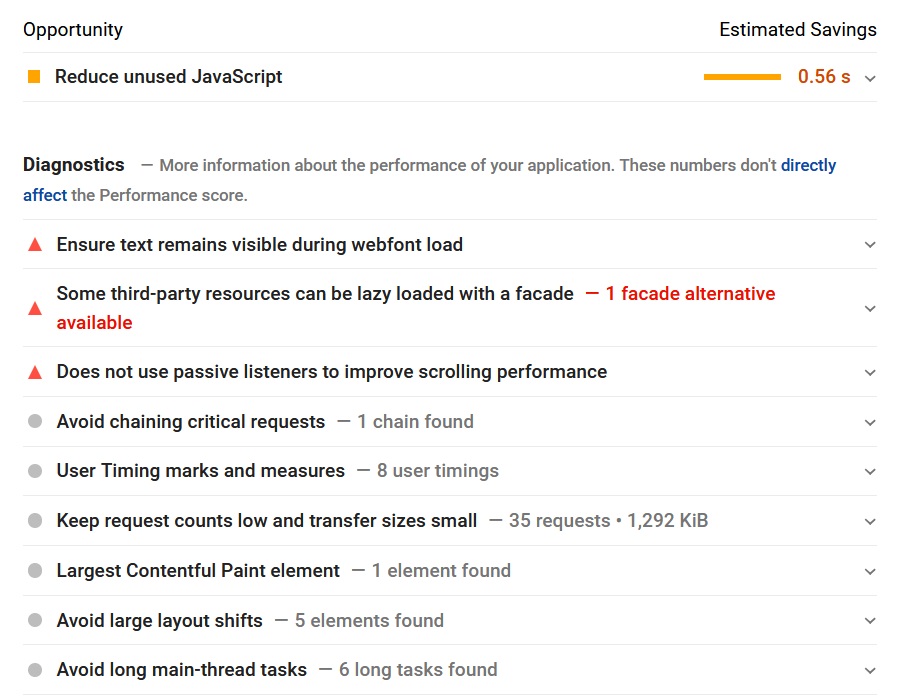 Opportunity Estimated Savings
Reduce unused JavaScript 0.56 s
Diagnostics — More information about the performance of your application. These numbers don't directly
affect the Performance score.
Ensure text remains visible during webfont load
Some third-party resources can be lazy loaded with a facade — 1 facade alternative
available
Does not use passive listeners to improve scrolling performance
Avoid chaining critical requests — 1 chain found
User Timing marks and measures — 8 user timings
Keep request counts low and transfer sizes small — 35 requests • 1,292 KiB
Largest Contentful Paint element — 1 element found
Avoid large layout shifts — 5 elements found
Avoid long main-thread tasks — 6 long tasks found